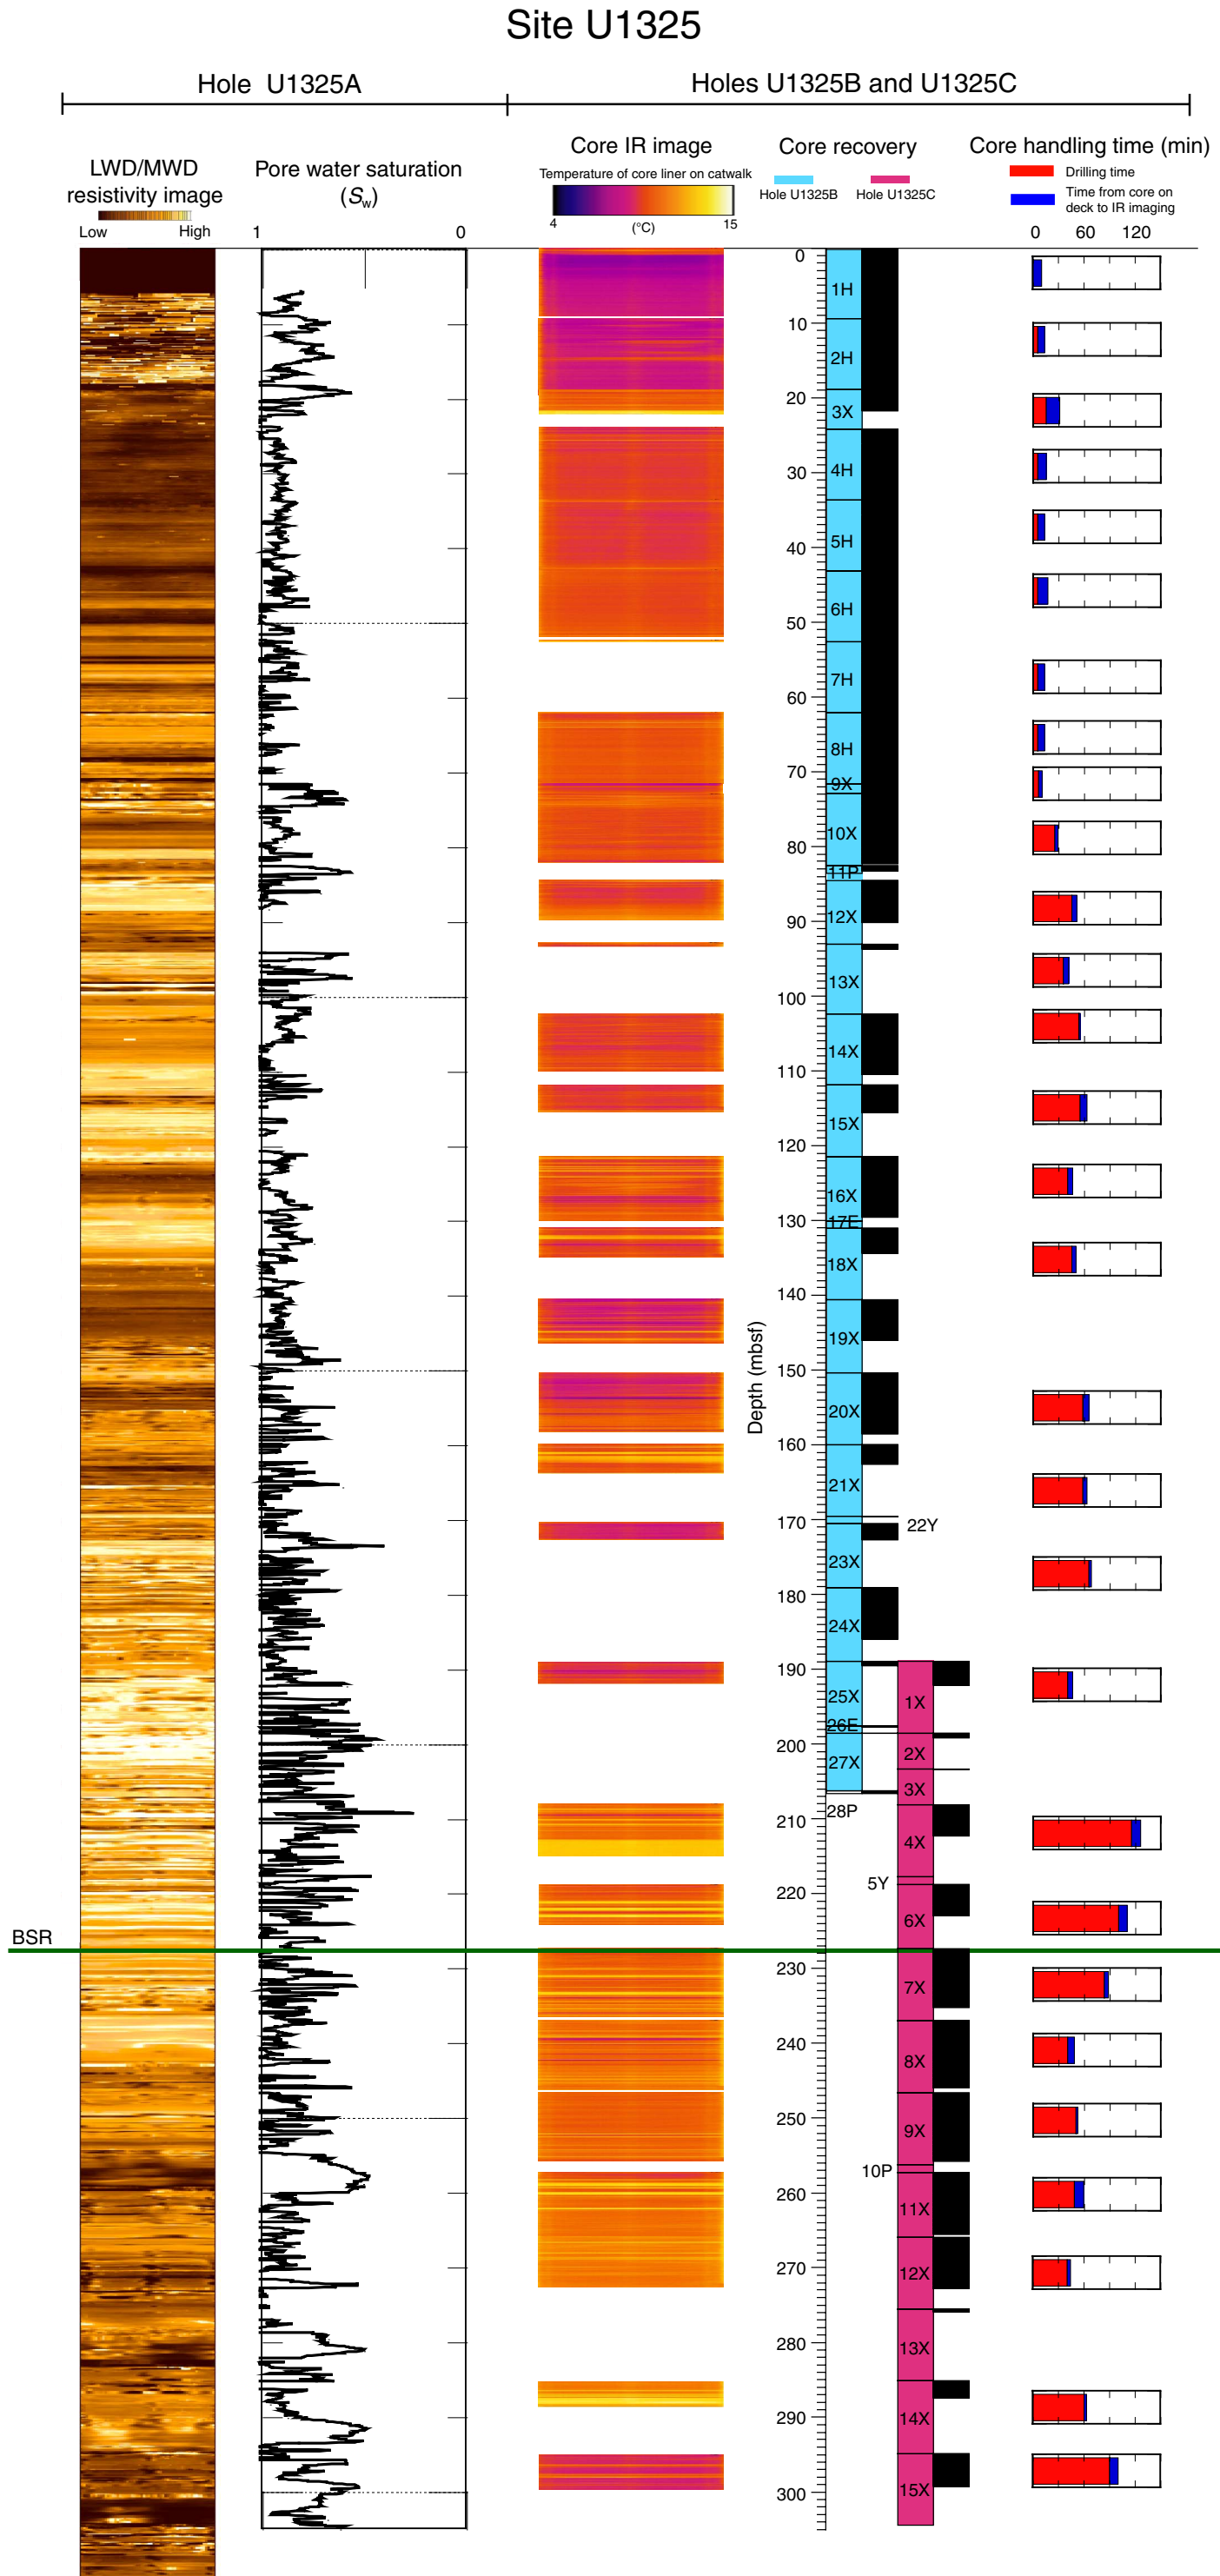 Site U1325
Hole U1325A
Holes U1325B and U1325C
LWD/MWD
resistivity image
Low High
Pore water saturation
(Sw)
1 0
Core IR image
Temperature of core liner on catwalk
4 (°C) 15
Core recovery
Hole U1325B Hole U1325C
Core handling time (min)
Drilling time
Time from core on
deck to IR imaging
0 60 120
Depth (mbsf)
0
10
20
30
40
50
60
70
80
90
100
110
120
130
140
150
160
170
180
190
200
210
220
230
240
250
260
270
280
290
300
1H
2H
3X
4H
5H
6H
7H
8H
9X
10X
11P
12X
13X
14X
15X
16X
17E
18X
19X
20X
21X
22Y
23X
24X
25X
26E
27X
28P
1X
2X
3X
4X
5Y
6X
7X
8X
9X
10P
11X
12X
13X
14X
15X
BSR